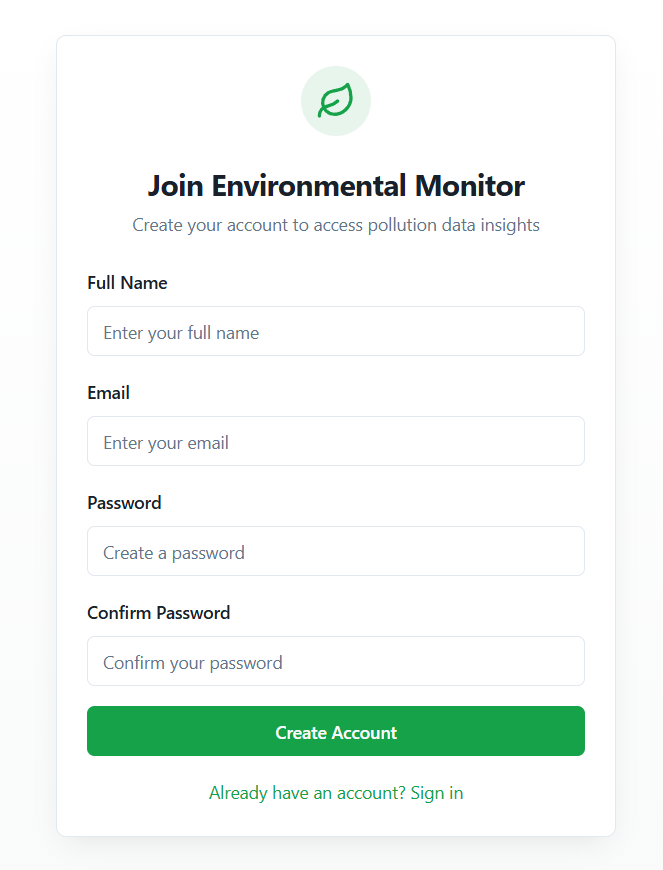 Join Environmental Monitor
Create your account to access pollution data insights
Full Name
Enter your full name
Email
Enter your email
Password
Create a password
Confirm Password
Confirm your password
Create Account
Already have an account? Sign in